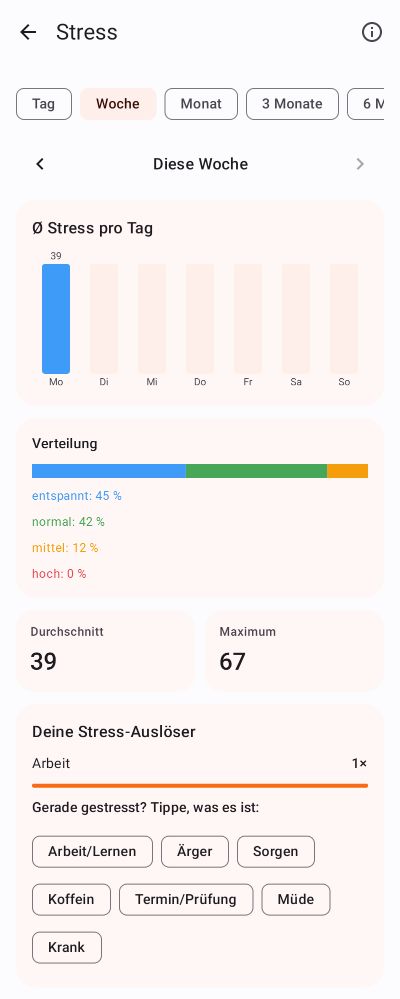 Stress
Tag Woche Monat 3 Monate 6 M
Diese Woche
Ø Stress pro Tag
39
Mo Di Mi Do Fr Sa So
Verteilung
entspannt: 45 %
normal: 42 %
mittel: 12 %
hoch: 0 %
Durchschnitt Maximum
39 67
Deine Stress-Auslöser
Arbeit 1×
Gerade gestresst? Tippe, was es ist:
Arbeit/Lernen Ärger Sorgen
Koffein Termin/Prüfung Müde
Krank